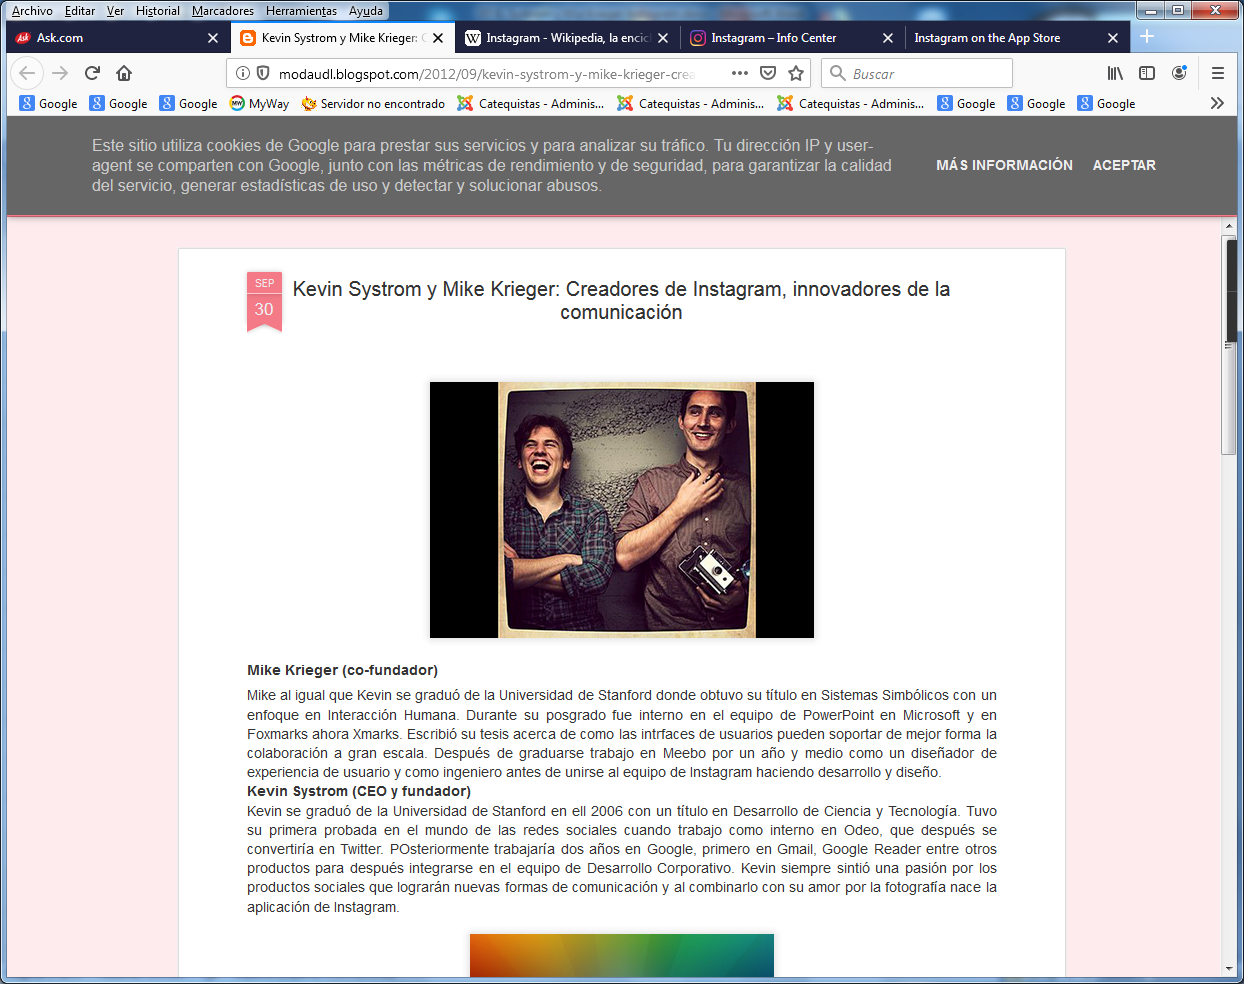 Archivo Editar Ver Historial Marcadores Herramientas Ayuda
Ask Ask.com
Kevin Systrom y Mike Krieger: C
W Instagram - Wikipedia, la encicl
Instagram – Info Center
Instagram on the App Store
modaudl.blogspot.com/2012/09/kevin-systrom-y-mike-krieger-crea
Buscar
Google Google Google MyWay Servidor no encontrado Catequistas - Adminis... Catequistas - Adminis... Catequistas - Adminis... Google Google Google
Este sitio utiliza cookies de Google para prestar sus servicios y para analizar su tráfico. Tu dirección IP y user-
agent se comparten con Google, junto con las métricas de rendimiento y de seguridad, para garantizar la calidad
del servicio, generar estadísticas de uso y detectar y solucionar abusos.
MÁS INFORMACIÓN ACEPTAR
SEP
30
Kevin Systrom y Mike Krieger: Creadores de Instagram, innovadores de la
comunicación
Mike Krieger (co-fundador)
Mike al igual que Kevin se graduó de la Universidad de Stanford donde obtuvo su título en Sistemas Simbólicos con un
enfoque en Interacción Humana. Durante su posgrado fue interno en el equipo de PowerPoint en Microsoft y en
Foxmarks ahora Xmarks. Escribió su tesis acerca de como las intrfaces de usuarios pueden soportar de mejor forma la
colaboración a gran escala. Después de graduarse trabajo en Meebo por un año y medio como un diseñador de
experiencia de usuario y como ingeniero antes de unirse al equipo de Instagram haciendo desarrollo y diseño.
Kevin Systrom (CEO y fundador)
Kevin se graduó de la Universidad de Stanford en ell 2006 con un título en Desarrollo de Ciencia y Tecnología. Tuvo
su primera probada en el mundo de las redes sociales cuando trabajo como interno en Odeo, que después se
convertiría en Twitter. POsteriormente trabajaría dos años en Google, primero en Gmail, Google Reader entre otros
productos para después integrarse en el equipo de Desarrollo Corporativo. Kevin siempre sintió una pasión por los
productos sociales que lograrán nuevas formas de comunicación y al combinarlo con su amor por la fotografía nace la
aplicación de Instagram.